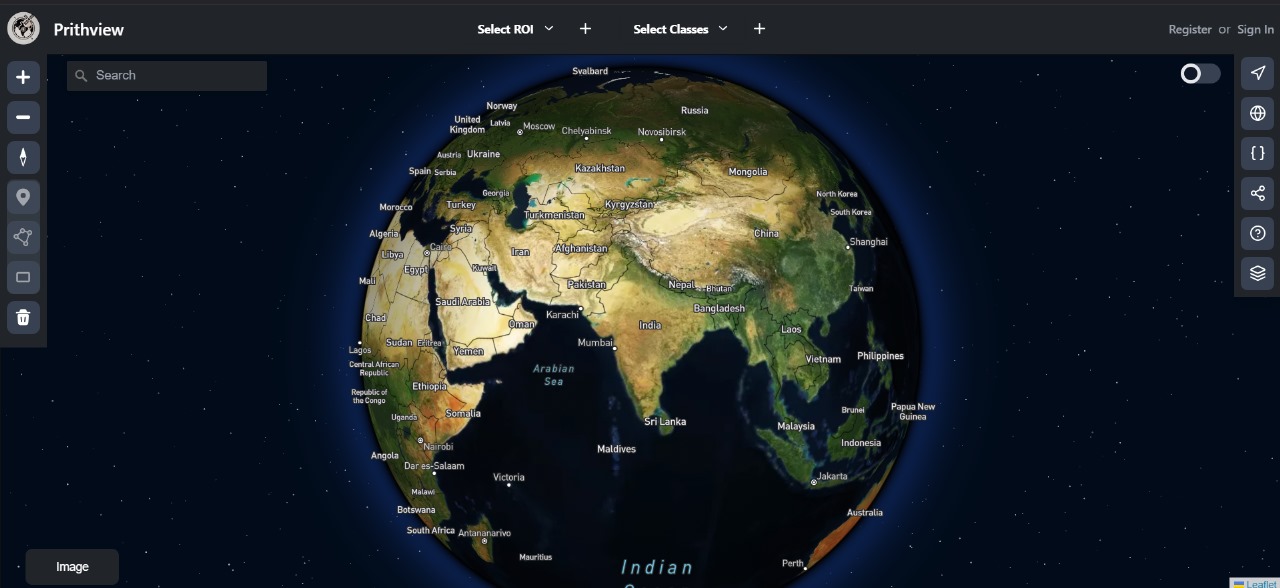 Prithview
Select ROI
Select Classes
Register or Sign In
Search
Svalbard
Norway
Russia
United
Kingdom
Latvia
Moscow
Chelyabinsk
Novosibirsk
Austria
Ukraine
Spain
Serbia
Kazakhstan
Mongolia
Georgia
North Korea
Morocco
Turkey
Kyrgyzstan
South Korea
Turkmenistan
Algeria
Syria
China
Shanghai
Libya
Cairo
Iran
Afghanistan
Egypt
Kuwait
Mali
Pakistan
Nepal
Bhutan
Taiwan
Saudi Arabia
Karachi
Bangladesh
Chad
Oman
India
Laos
Lagos
Sudan
Eritrea
Yemen
Mumbai
Vietnam
Philippines
Central African
Republic
Arabian
Sea
Ethiopia
Republic of
the Congo
Uganda
Somalia
Sri Lanka
Malaysia
Brunei
Papua New
Guinea
Nairobi
Maldives
Indonesia
Angola
Dar es-Salaam
Victoria
Jakarta
Malawi
Botswana
Australia
South Africa
Antananarivo
Mauritius
Perth
Indian
Image
Leaflet